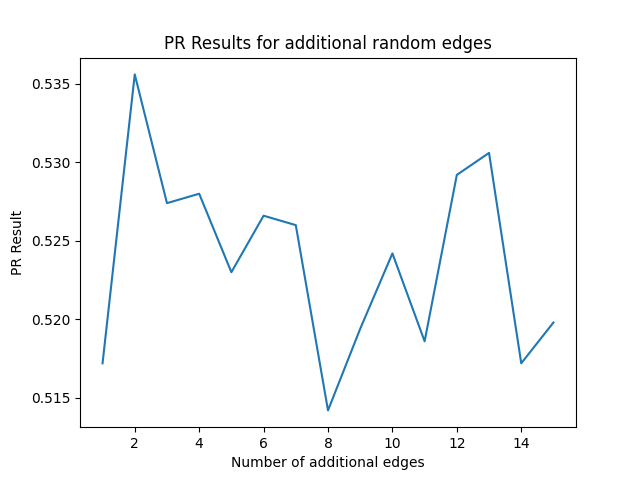 PR Results for additional random edges
0.535
0.530
0.525
0.520
0.515
PR Result
2 4 6 8 10 12 14
Number of additional edges